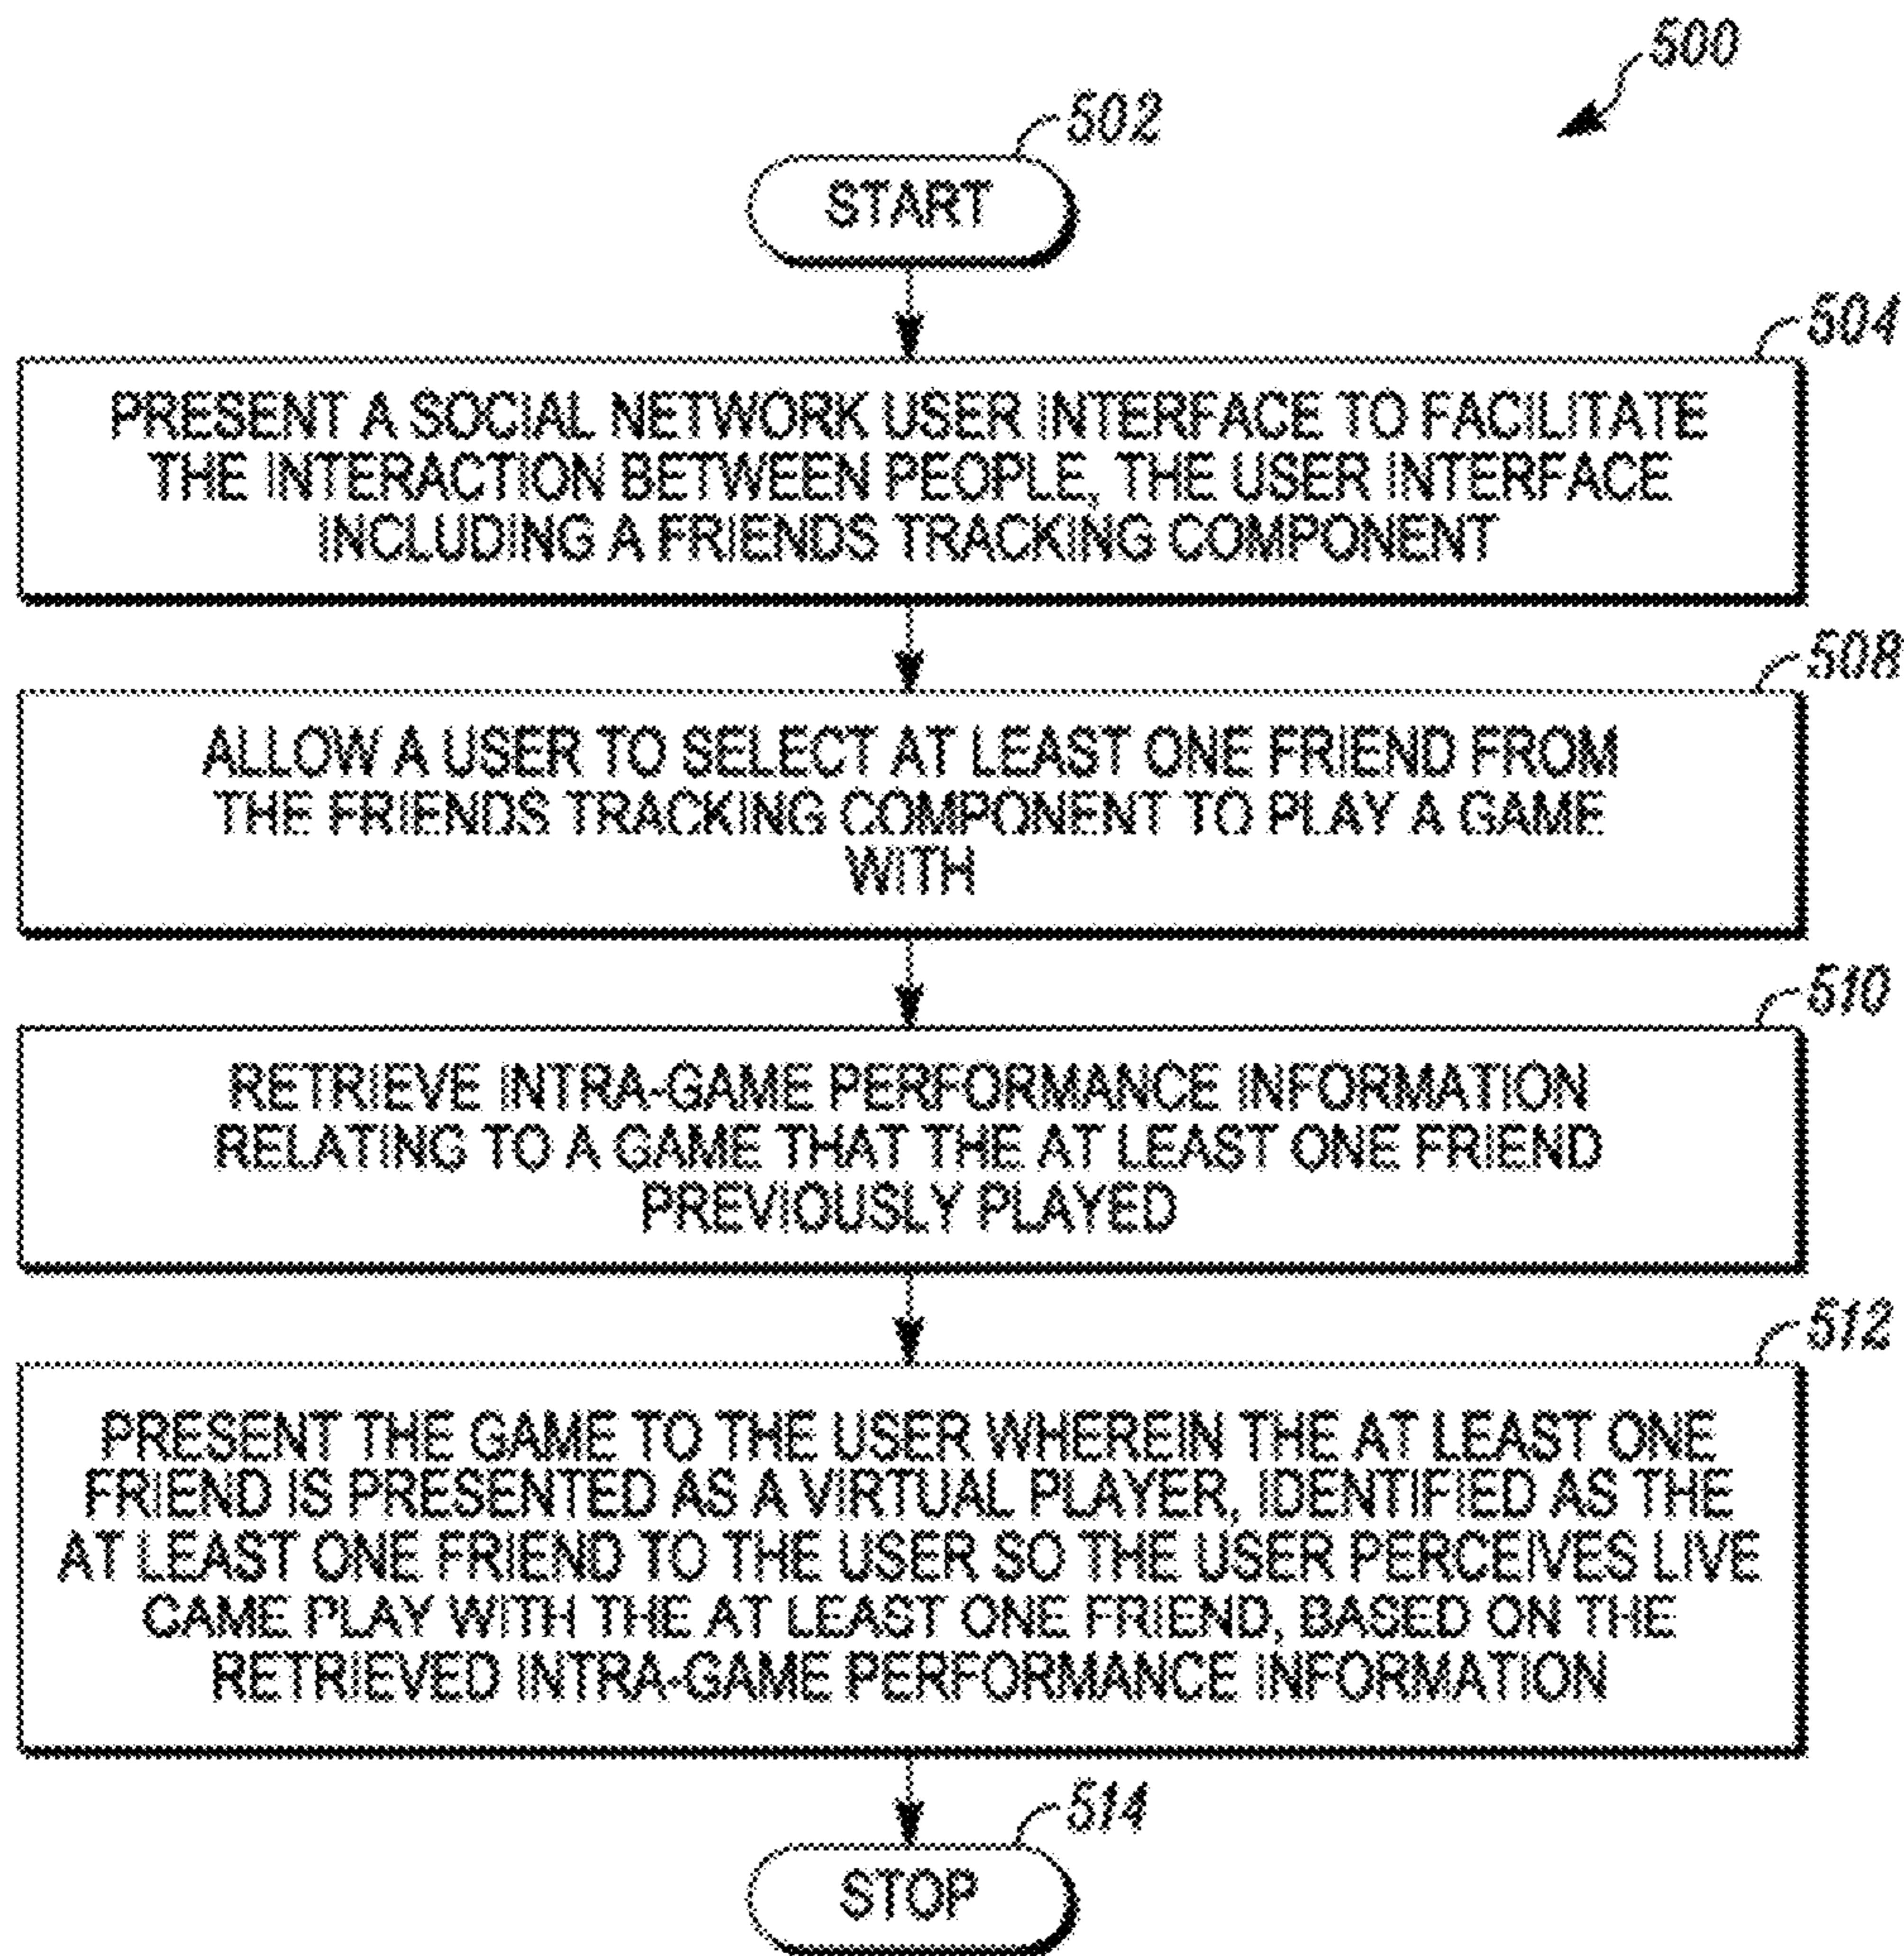 500
502
START
504
PRESENT A SOCIAL NETWORK USER INTERFACE TO FACILITATE
THE INTERACTION BETWEEN PEOPLE, THE USER INTERFACE
INCLUDING A FRIENDS TRACKING COMPONENT
508
ALLOW A USER TO SELECT AT LEAST ONE FRIEND FROM
THE FRIENDS TRACKING COMPONENT TO PLAY A GAME
WITH
510
RETRIEVE INTRA-GAME PERFORMANCE INFORMATION
RELATING TO A GAME THAT THE AT LEAST ONE FRIEND
PREVIOUSLY PLAYED
512
PRESENT THE GAME TO THE USER WHEREIN THE AT LEAST ONE
FRIEND IS PRESENTED AS A VIRTUAL PLAYER, IDENTIFIED AS THE
AT LEAST ONE FRIEND TO THE USER SO THE USER PERCEIVES LIVE
GAME PLAY WITH THE AT LEAST ONE FRIEND, BASED ON THE
RETRIEVED INTRA-GAME PERFORMANCE INFORMATION
514
STOP